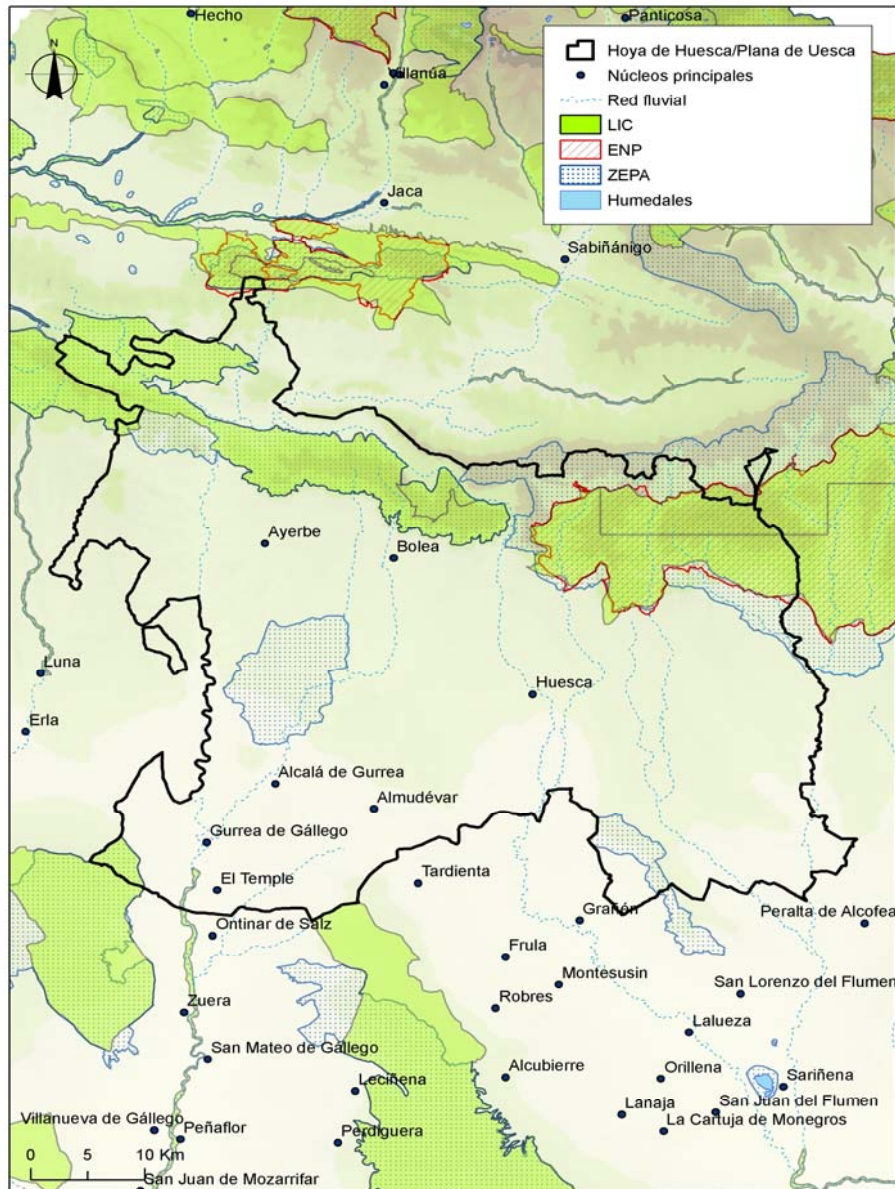 Hecho
Panticosa
N
Villanúa
Hoya de Huesca/Plana de Uesca
Núcleos principales
Red fluvial
LIC
ENP
ZEPA
Humedales
Jaca
Sabiñánigo
Ayerbe
Bolea
Luna
Huesca
Erla
Alcalá de Gurrea
Almudévar
Gurrea de Gállego
El Temple
Tardienta
Ontinar de Salz
Grañón
Peralta de Alcofea
Frula
Montesusin
San Lorenzo del Flumen
Zuera
Robres
Lalueza
San Mateo de Gállego
Alcubierre
Orillena
Sariñena
Leciñena
Lanaja
San Juan del Flumen
Villanueva de Gállego
Peñaflor
Perdiguera
La Cartuja de Monegros
0 5 10 Km
San Juan de Mozarrifar